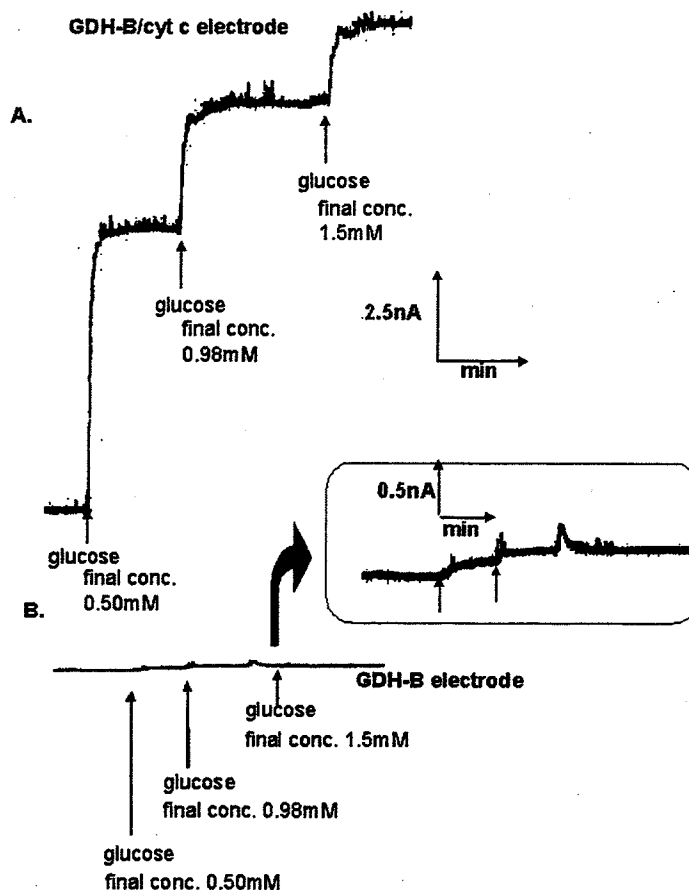 GDH-B/cyt c electrode
A.
glucose
final conc.
1.5mM
glucose
final conc.
0.98mM
2.5nA
min
0.5nA
min
glucose
final conc.
0.50mM
B.
GDH-B electrode
glucose
final conc. 1.5mM
glucose
final conc. 0.98mM
glucose
final conc. 0.50mM